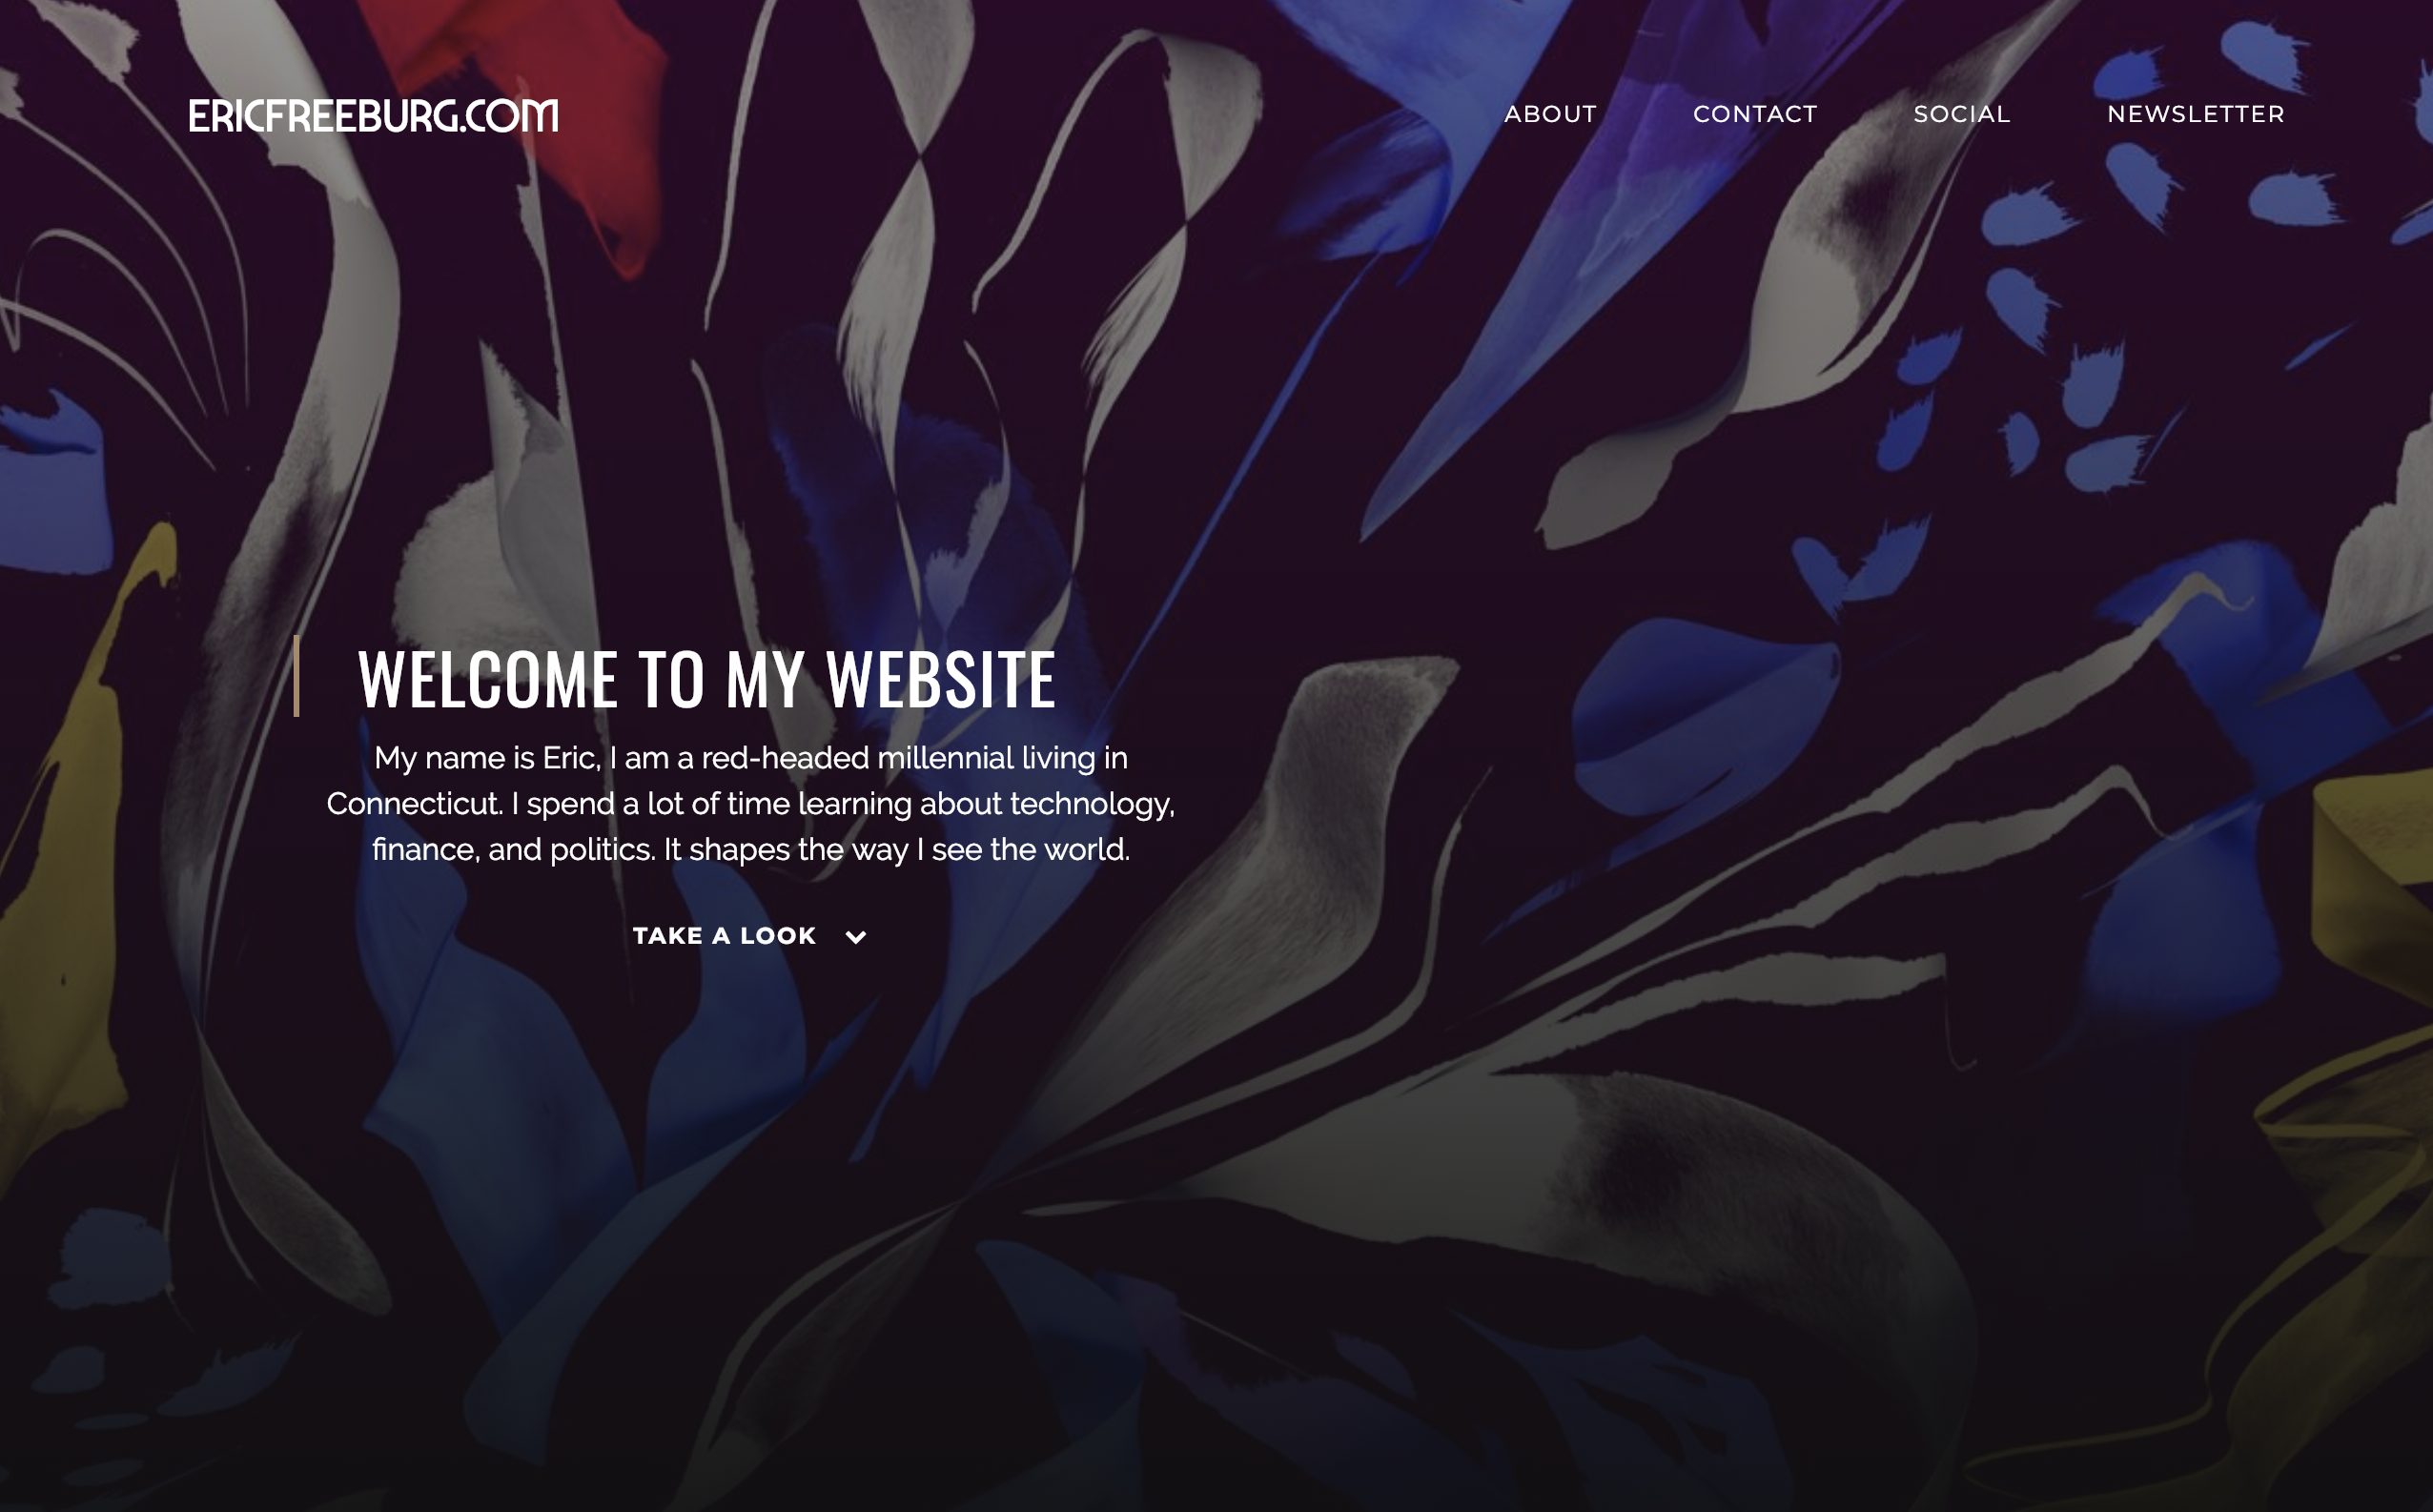 ERICFREEBURG.COM
ABOUT CONTACT SOCIAL NEWSLETTER
WELCOME TO MY WEBSITE
My name is Eric, I am a red-headed millennial living in
Connecticut. I spend a lot of time learning about technology,
finance, and politics. It shapes the way I see the world.
TAKE A LOOK